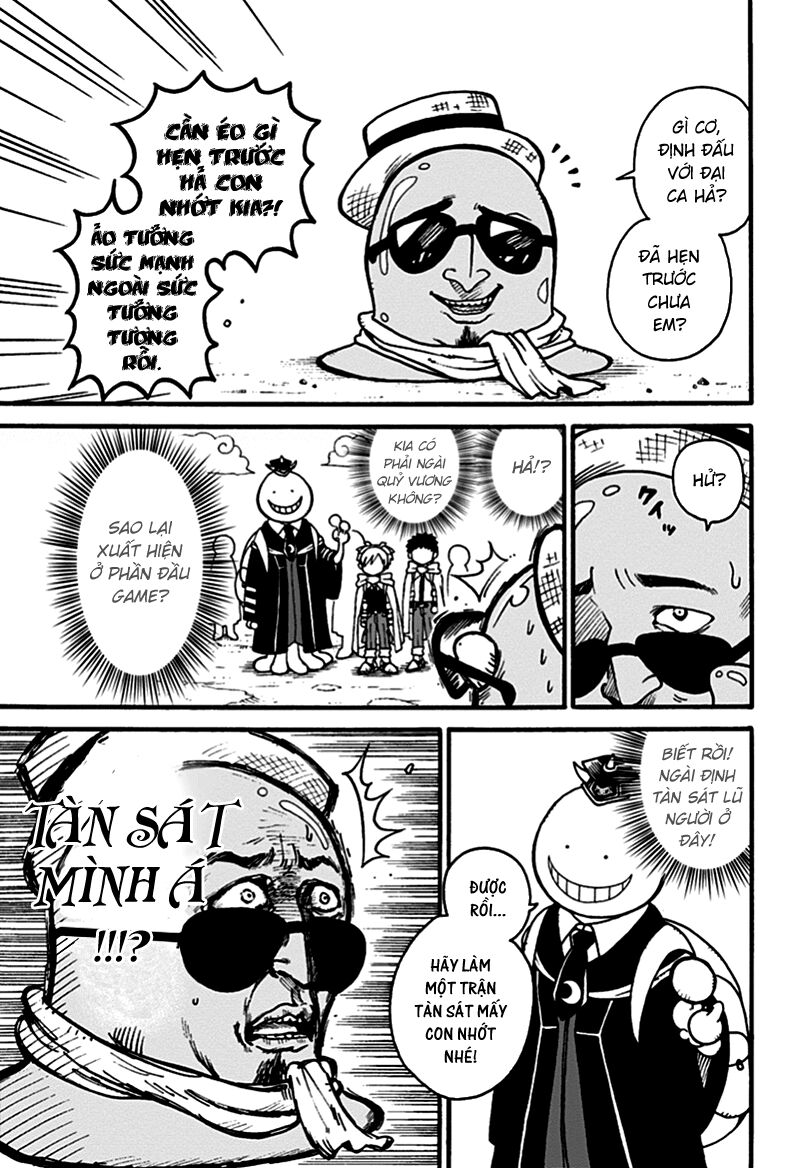 GÌ CƠ,
ĐỊNH ĐẤU
VỚI ĐẠI
CA HẢ?
ĐÃ HẸN
TRƯỚC
CHƯA
EM?
CẦN ÉO GÌ
HẸN TRƯỚC
HẢ CON
NHỚT KIA?!
ẢO TƯỞNG
SỨC MẠNH
NGOÀI SỨC
TƯỞNG
TƯỢNG
RỒI.
HỬ?
クイッ
HẢ!?
KIA CÓ
PHẢI NGÀI
QUỶ VƯƠNG
KHÔNG?
SAO LẠI
XUẤT HIỆN
Ở PHẦN ĐẦU
GAME?
BIẾT RỒI!
NGÀI ĐỊNH
TÀN SÁT LŨ
NGƯỜI Ở
ĐÂY!
ĐƯỢC
RỒI...
HÃY LÀM
MỘT TRẬN
TÀN SÁT MẤY
CON NHỚT
NHÉ!
TÀN SÁT
MÌNH Á
!!!?